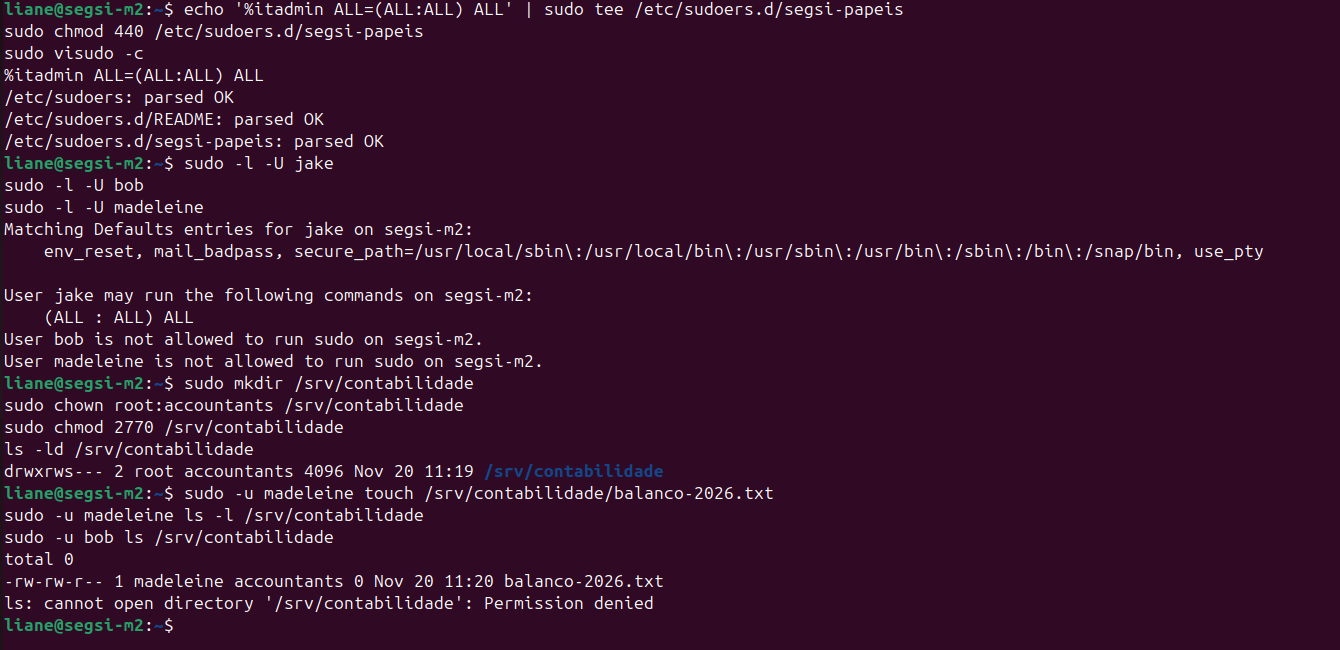 liane@segsi-m2:~$ echo '%itadmin ALL=(ALL:ALL) ALL' | sudo tee /etc/sudoers.d/segsi-papeis
sudo chmod 440 /etc/sudoers.d/segsi-papeis
sudo visudo -c
%itadmin ALL=(ALL:ALL) ALL
/etc/sudoers: parsed OK
/etc/sudoers.d/README: parsed OK
/etc/sudoers.d/segsi-papeis: parsed OK
liane@segsi-m2:~$ sudo -l -U jake
sudo -l -U bob
sudo -l -U madeleine
Matching Defaults entries for jake on segsi-m2:
    env_reset, mail_badpass, secure_path=/usr/local/sbin\:/usr/local/bin\:/usr/sbin\:/usr/bin\:/sbin\:/bin\:/snap/bin, use_pty

User jake may run the following commands on segsi-m2:
    (ALL : ALL) ALL
User bob is not allowed to run sudo on segsi-m2.
User madeleine is not allowed to run sudo on segsi-m2.
liane@segsi-m2:~$ sudo mkdir /srv/contabilidade
sudo chown root:accountants /srv/contabilidade
sudo chmod 2770 /srv/contabilidade
ls -ld /srv/contabilidade
drwxrws--- 2 root accountants 4096 Nov 20 11:19 /srv/contabilidade
liane@segsi-m2:~$ sudo -u madeleine touch /srv/contabilidade/balanco-2026.txt
sudo -u madeleine ls -l /srv/contabilidade
sudo -u bob ls /srv/contabilidade
total 0
-rw-rw-r-- 1 madeleine accountants 0 Nov 20 11:20 balanco-2026.txt
ls: cannot open directory '/srv/contabilidade': Permission denied
liane@segsi-m2:~$